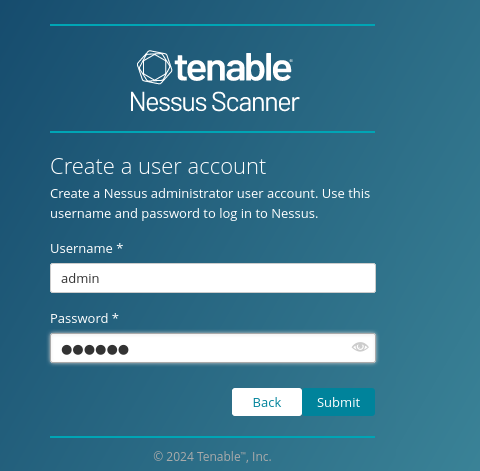 tenable
Nessus Scanner
Create a user account
Create a Nessus administrator user account. Use this
username and password to log in to Nessus.
Username *
admin
Password *
●●●●●●
Back Submit
© 2024 Tenable™, Inc.